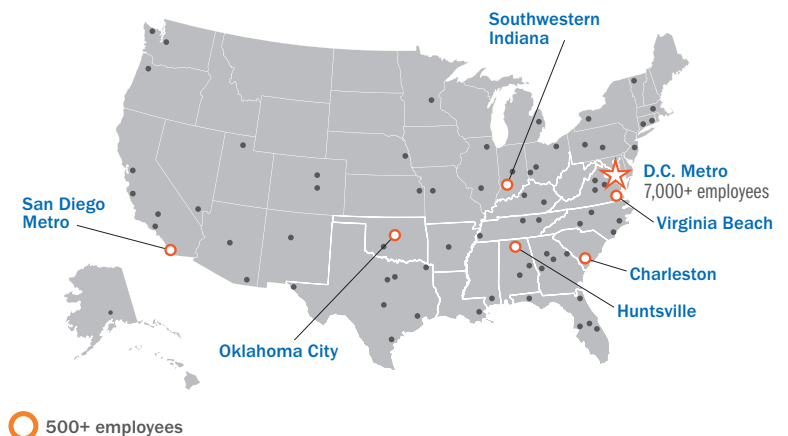 Southwestern
Indiana
D.C. Metro
7,000+ employees
San Diego
Metro
Virginia Beach
Charleston
Huntsville
Oklahoma City
500+ employees